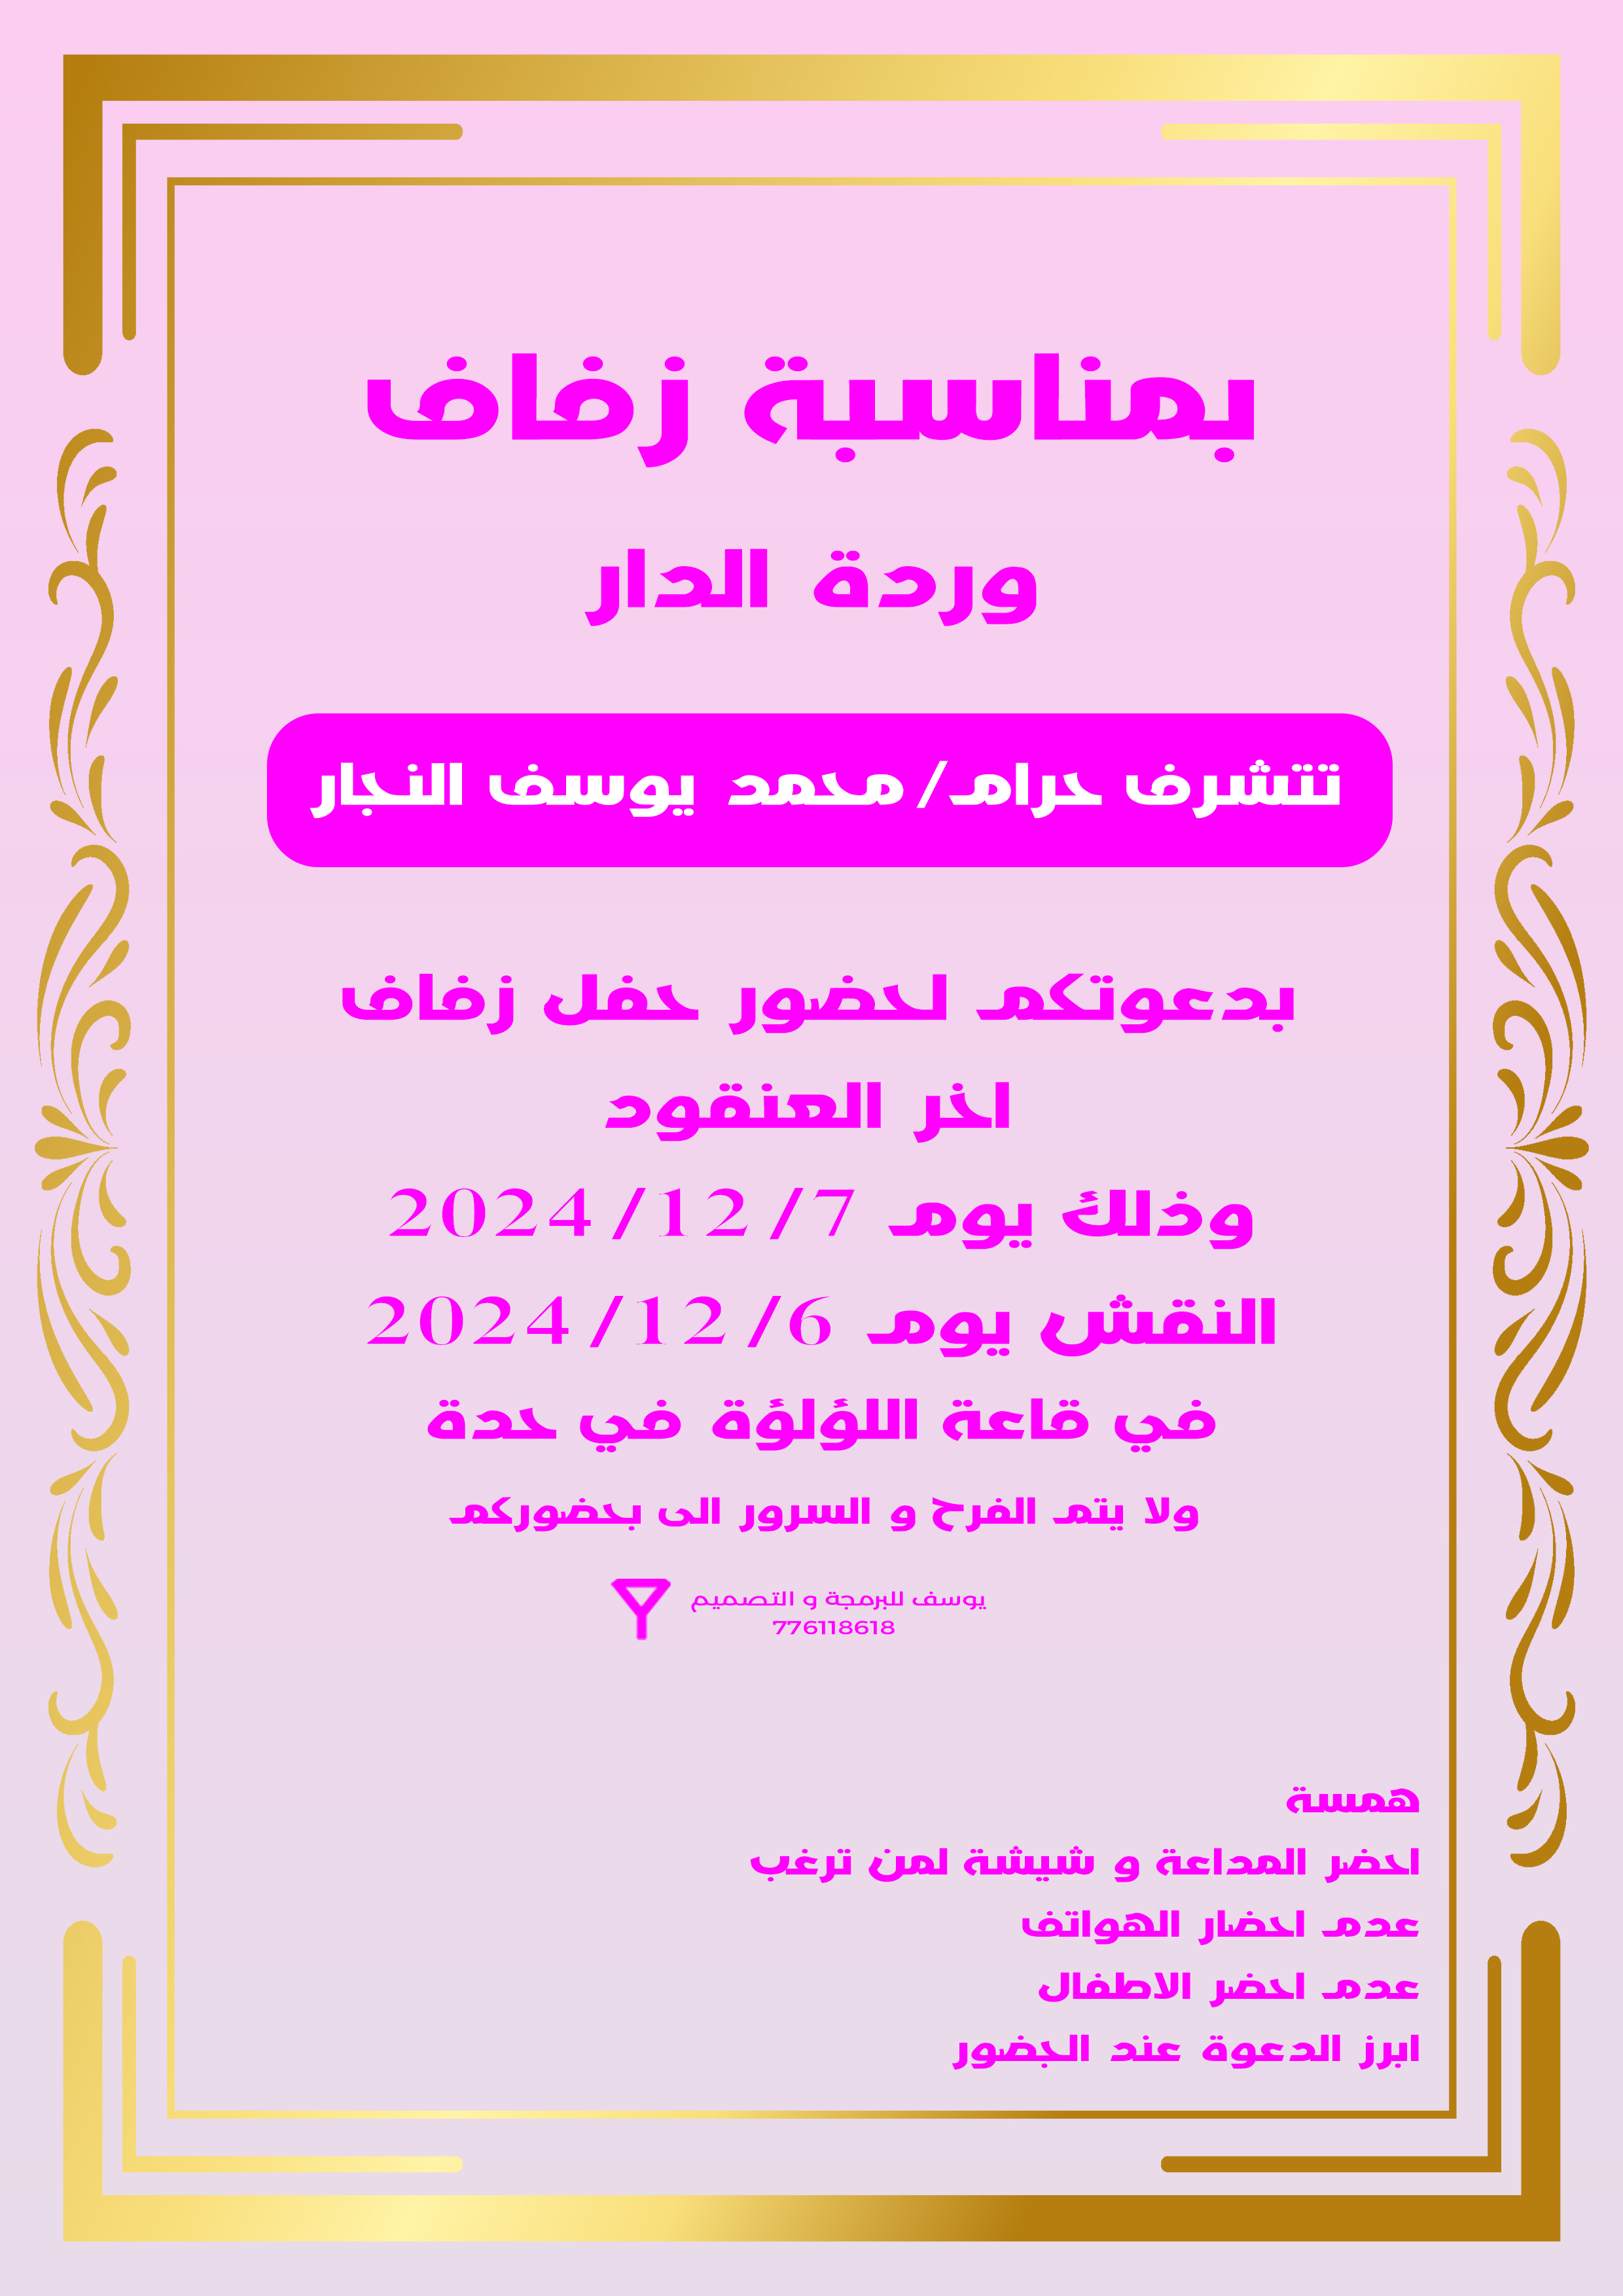 بمناسبة زفاف
وردة الدار
تتشرف حرام/محمد يوسف النجار
بدعوتكم لحضور حفل زفاف
اخر العنقود
وذلك يوم 2024/12/7
النقش يوم 2024/12/6
في قاعة اللؤلؤة في حدة
ولا يتم الفرح و السرور الى بحضوركم
يوسف للبرمجة و التصميم
776118618
همسة
احضر المداعة و شيشة لمن ترغب
عدم احضار الهواتف
عدم احضر الاطفال
ابرز الدعوة عند الجضور